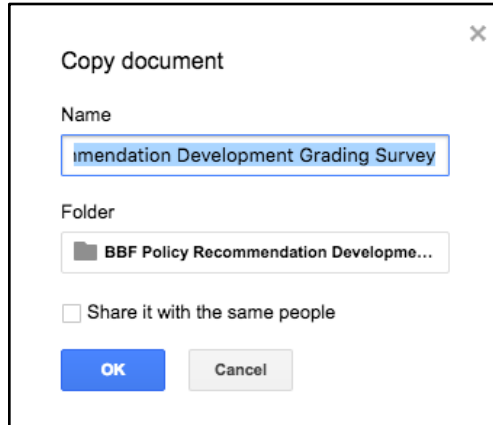 Copy document
Name
nmendation Development Grading Survey
Folder
BBF Policy Recommendation Developme...
Share it with the same people
OK
Cancel